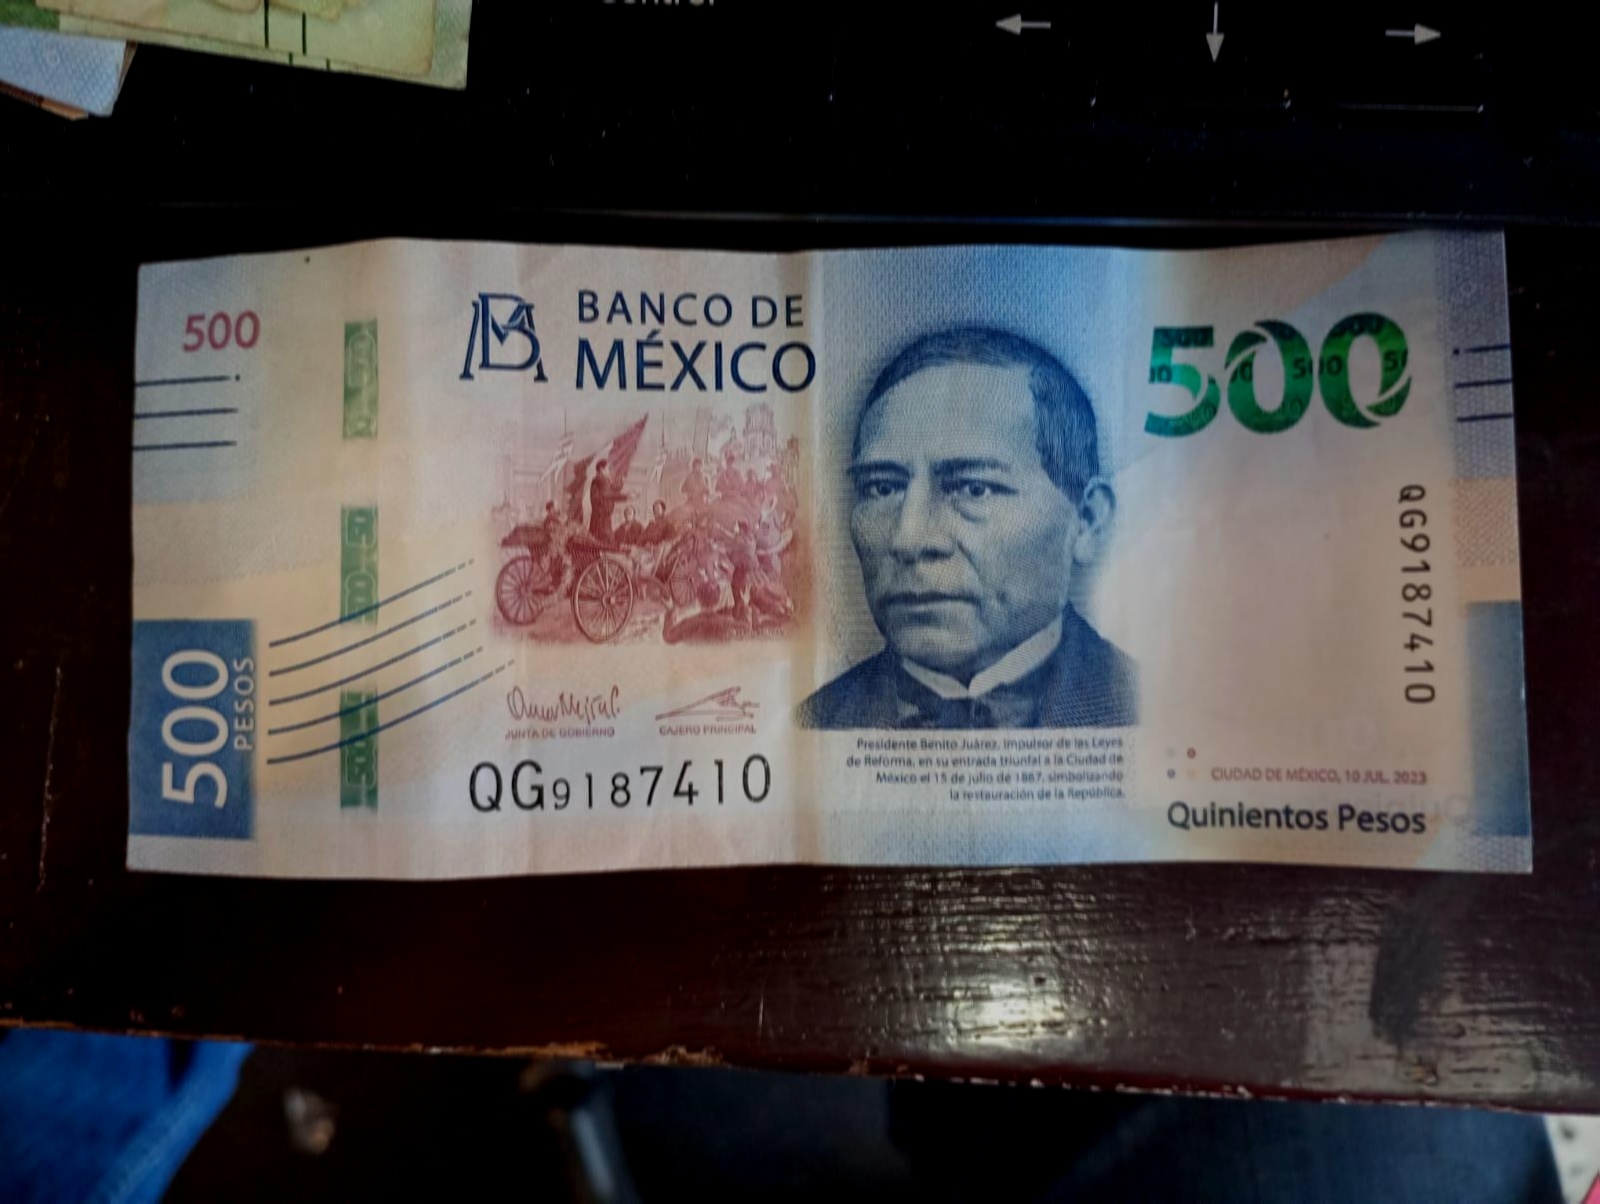 500
BANCO DE
MÉXICO
500
QG9187410
500
PESOS
JUNTA DE GOBIERNO
CAJERO PRINCIPAL
QG9187410
Presidente Benito Juárez, impulsor de las Leyes
de Reforma, en su entrada triunfal a la Ciudad de
México el 15 de julio de 1867, simbolizando
la restauración de la República.
CIUDAD DE MÉXICO, 10 JUL. 2023
Quinientos Pesos